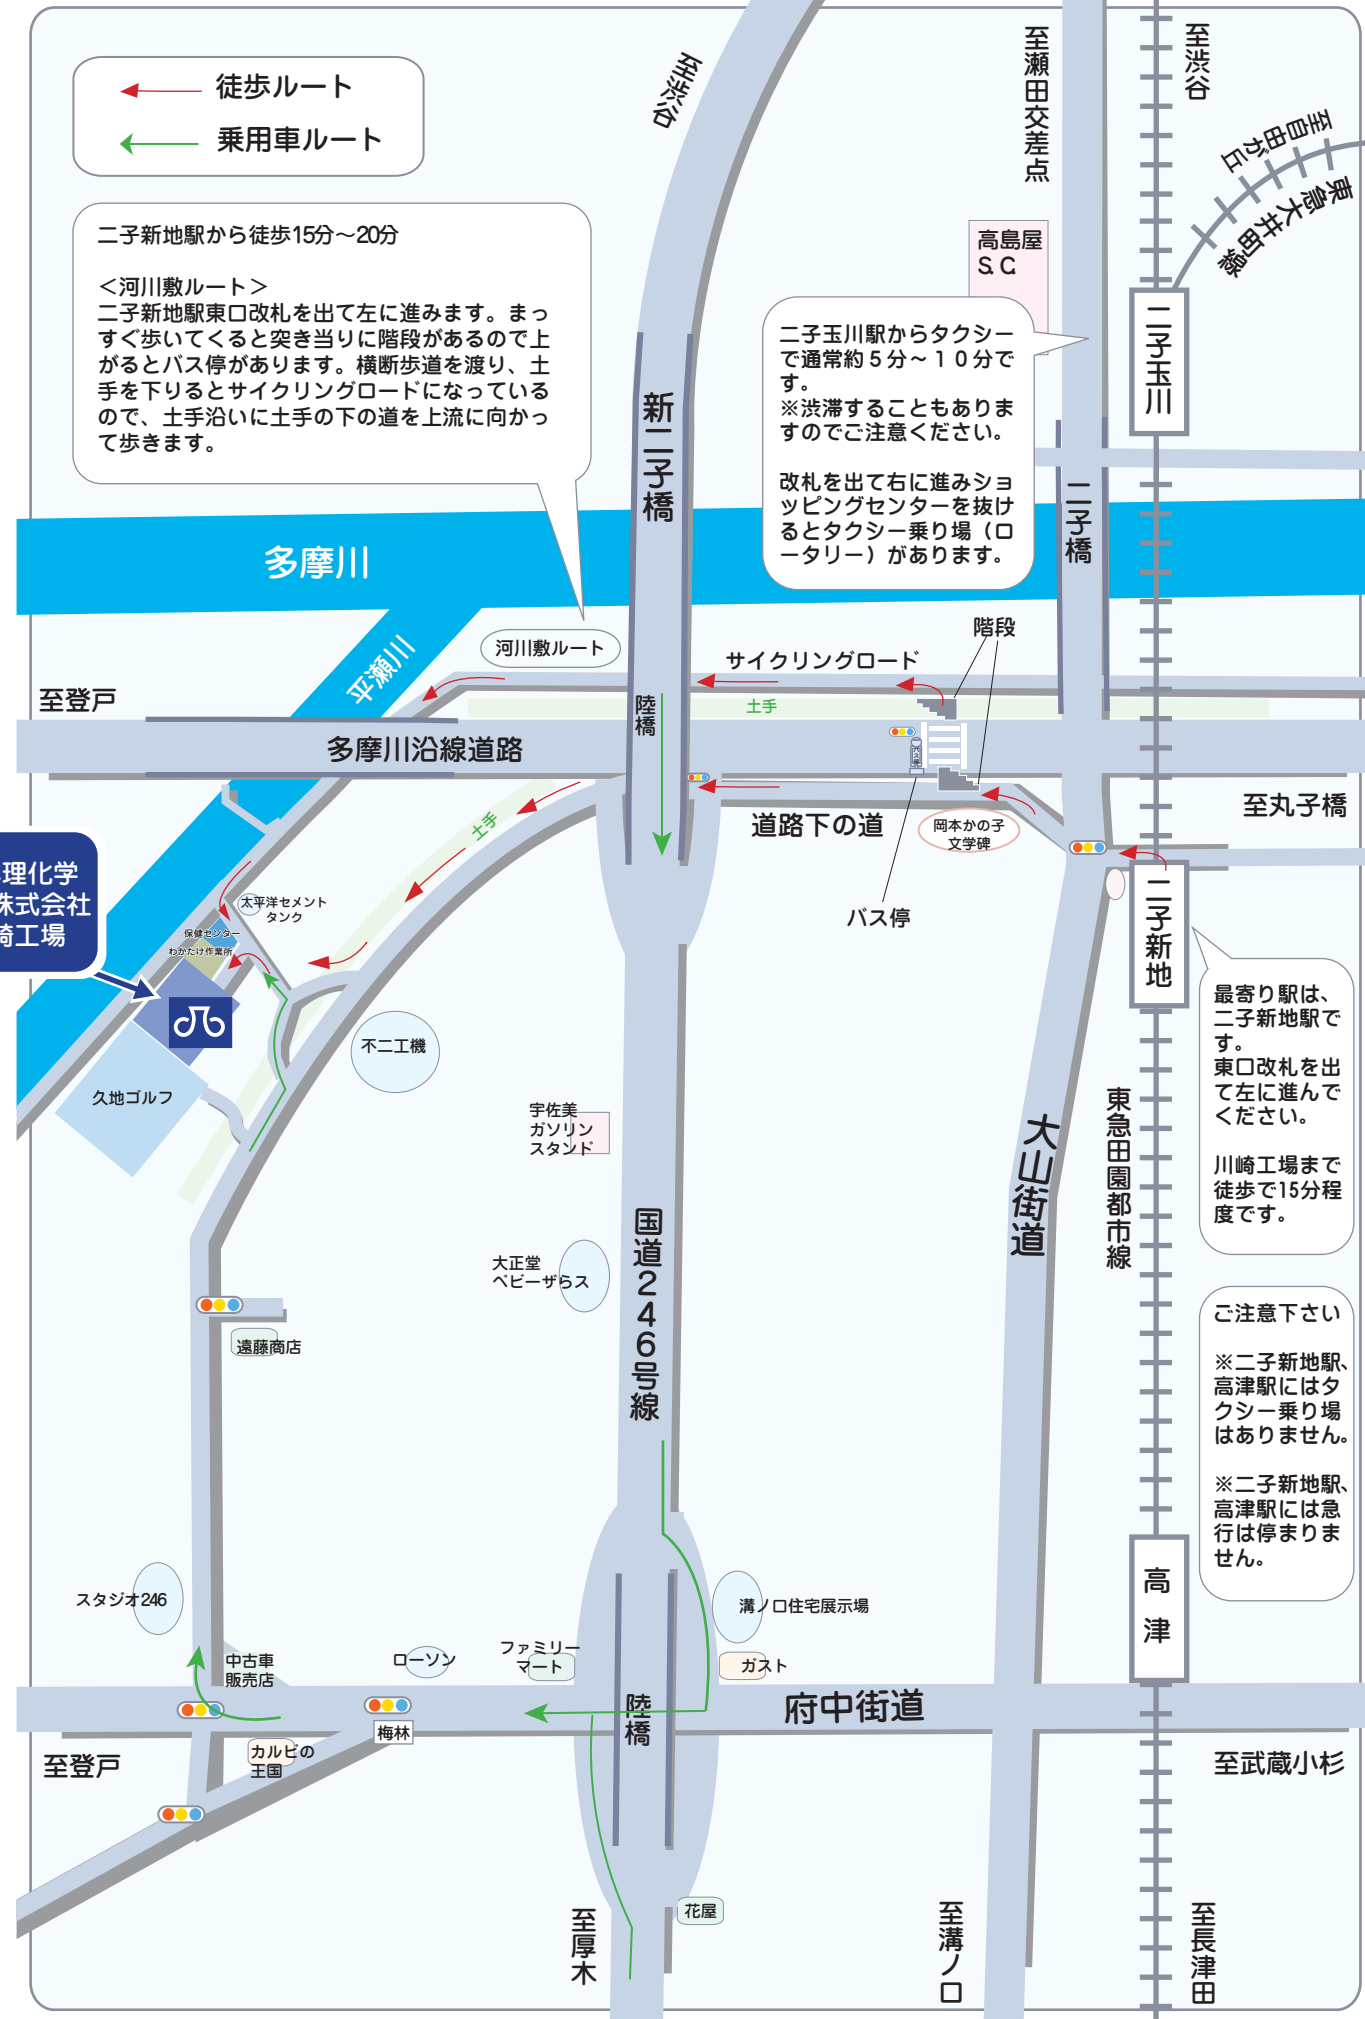 徒歩ルート
乗用車ルート
至渋谷
至瀬田交差点
至渋谷
至自由が丘
東急大井町線
二子新地駅から徒歩15分～20分
＜河川敷ルート＞
二子新地駅東口改札を出て左に進みます。まっ
すぐ歩いてくると突き当りに階段があるので上
がるとバス停があります。横断歩道を渡り、土
手を下りるとサイクリングロードになっている
ので、土手沿いに土手の下の道を上流に向かっ
て歩きます。
高島屋
S.C.
二子玉川駅からタクシー
で通常約５分～１０分で
す。
※渋滞することもありま
すのでご注意ください。
改札を出て右に進みショ
ッピングセンターを抜け
るとタクシー乗り場（ロ
ータリー）があります。
二子玉川
新二子橋
二子橋
多摩川
平瀬川
河川敷ルート
サイクリングロード
階段
至登戸
陸橋
土手
多摩川沿線道路
バス停
至丸子橋
土手
道路下の道
岡本かの子
文学碑
バス停
理化学
株式会社
崎工場
太平洋セメント
タンク
保健センター
わかたけ作業所
二子新地
久地ゴルフ
不二工機
最寄り駅は、
二子新地駅で
す。
東口改札を出
て左に進んで
ください。
川崎工場まで
徒歩で15分程
度です。
宇佐美
ガソリン
スタンド
大山街道
東急田園都市線
国道２４６号線
大正堂
ベビーザらス
遠藤商店
ご注意下さい
※二子新地駅、
高津駅にはタ
クシー乗り場
はありません。
※二子新地駅、
高津駅には急
行は停まりま
せん。
高津
スタジオ246
中古車
販売店
ローソン
ファミリー
マート
溝ノ口住宅展示場
ガスト
陸橋
府中街道
梅林
至登戸
カルビの
王国
至武蔵小杉
花屋
至厚木
至溝ノ口
至長津田